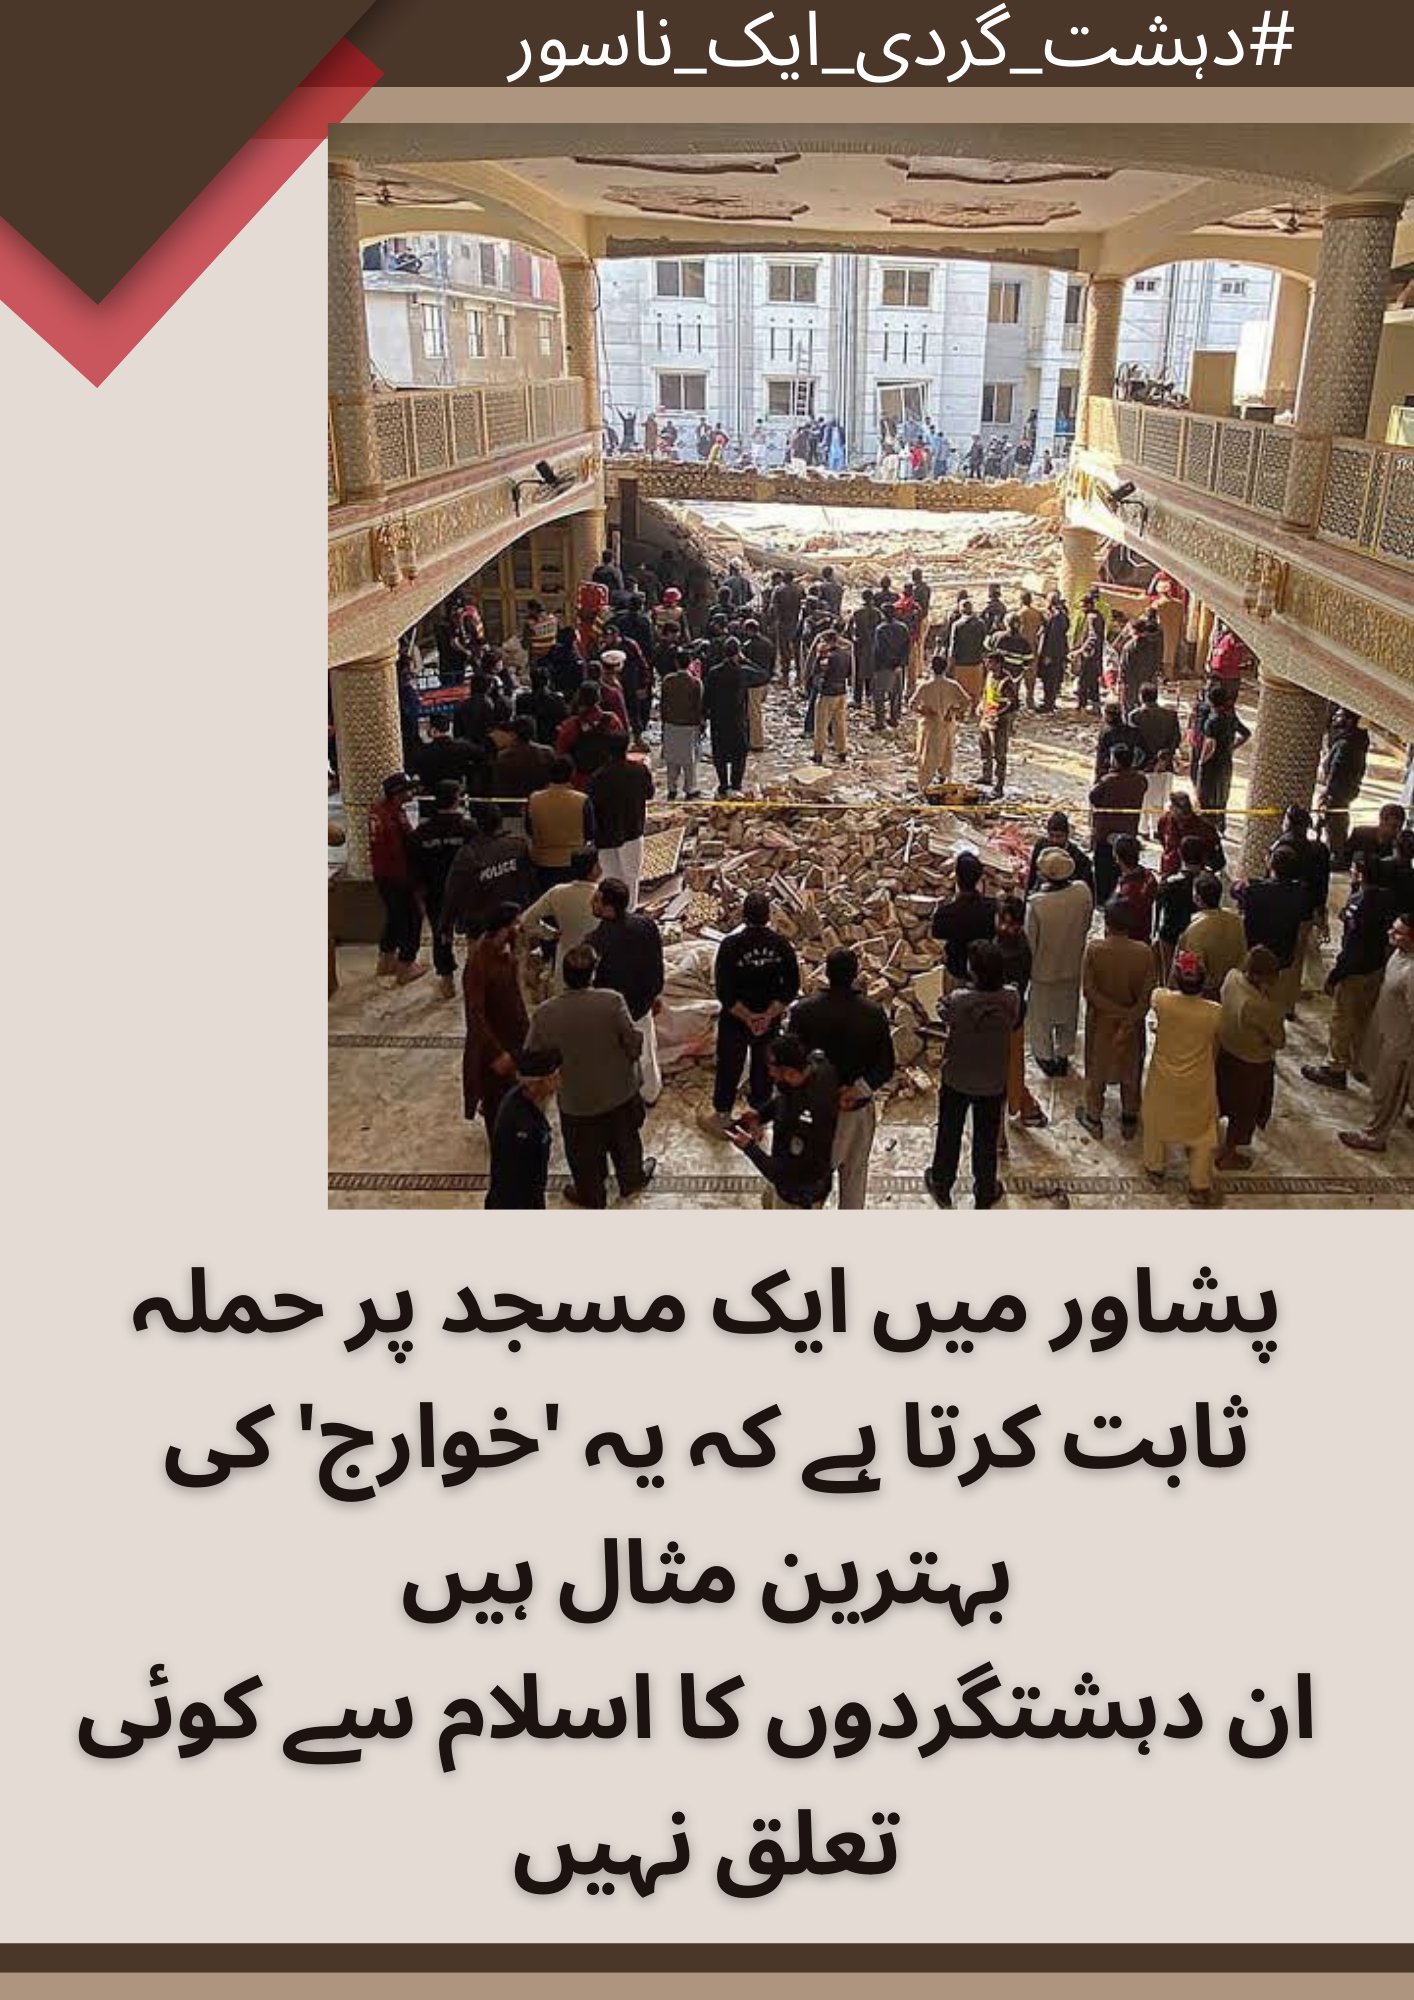 #دہشت_گردی_ایک_ناسور
POLICE
پشاور میں ایک مسجد پر حملہ
ثابت کرتا ہے کہ یہ 'خوارج' کی
بہترین مثال ہیں
ان دہشتگردوں کا اسلام سے کوئی
تعلق نہیں